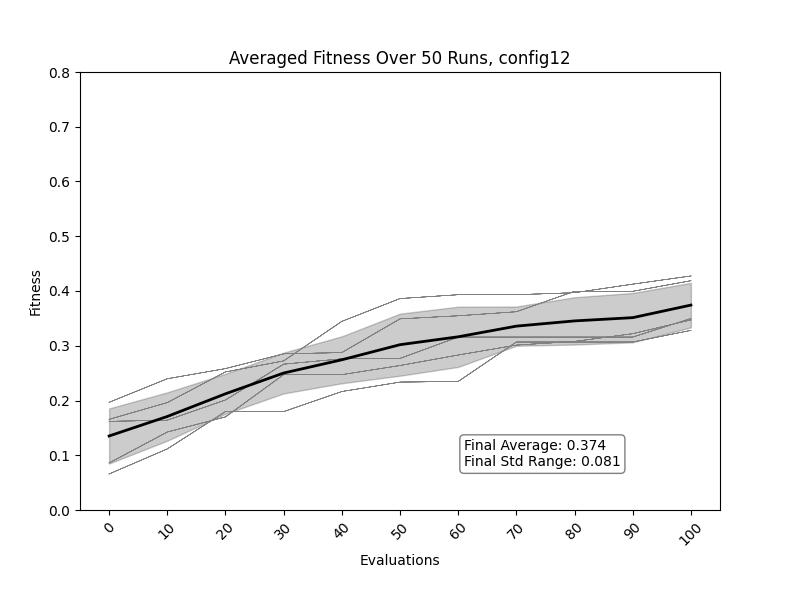 Averaged Fitness Over 50 Runs, config12
0.8
0.7
0.6
0.5
0.4
0.3
0.2
0.1
0.0
Fitness
Final Average: 0.374
Final Std Range: 0.081
0 10 20 30 40 50 60 70 80 90 100
Evaluations